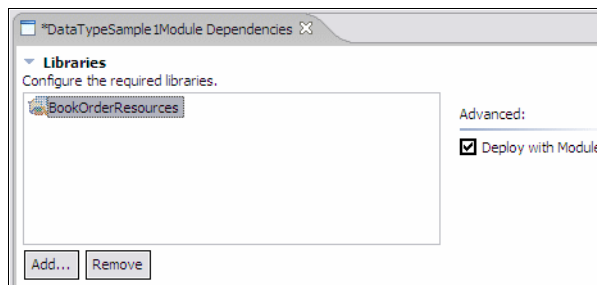 *DataTypeSample1Module Dependencies
Libraries
Configure the required libraries.
BookOrderResources
Advanced:
Deploy with Module
Add...
Remove